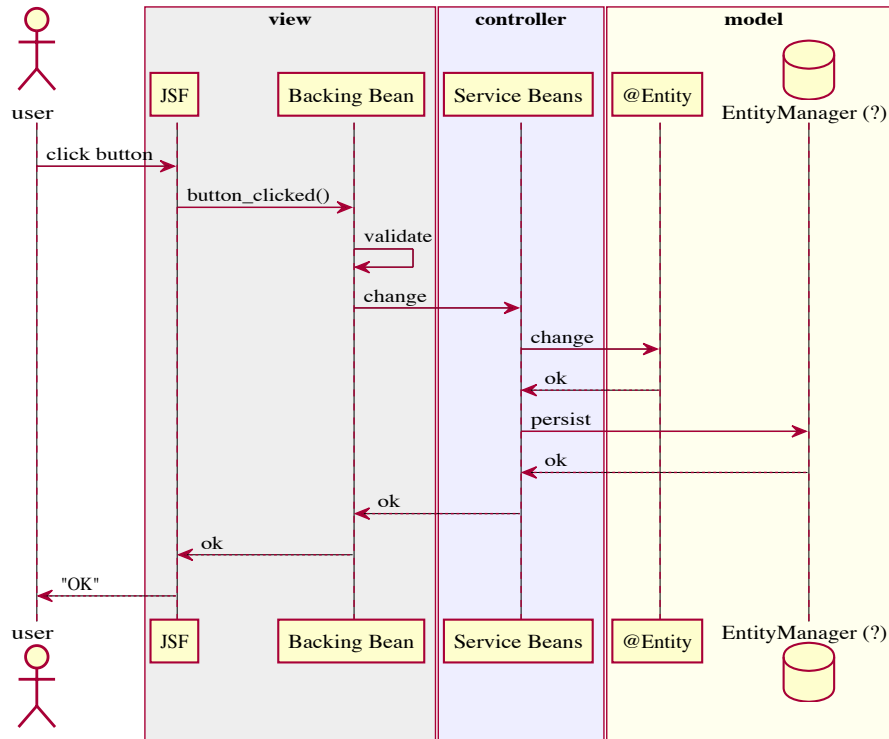 view
controller
model
user
JSF
Backing Bean
Service Beans
@Entity
EntityManager (?)
click button
button_clicked()
validate
change
change
ok
persist
ok
ok
ok
"OK"
user
JSF
Backing Bean
Service Beans
@Entity
EntityManager (?)